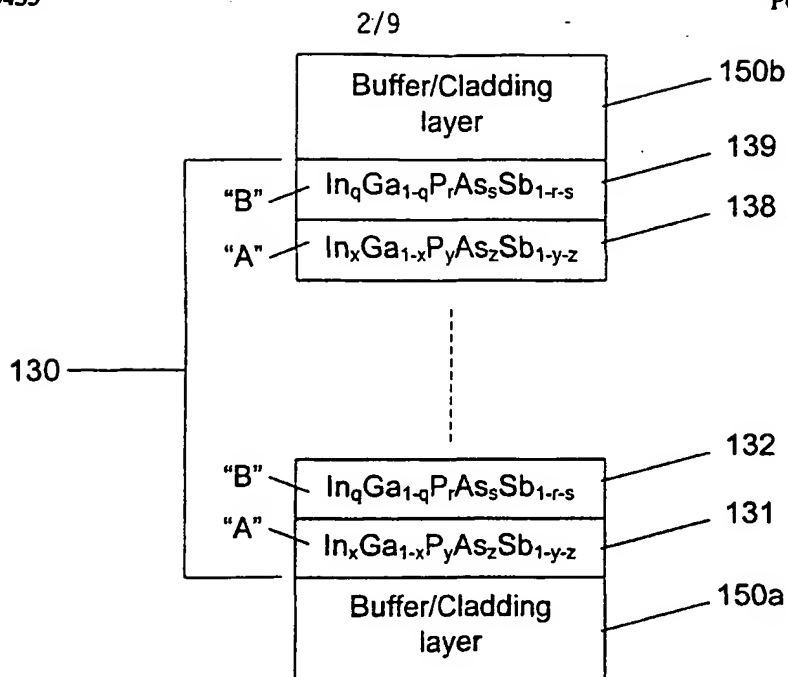 2/9
Buffer/Cladding
layer
150b
"B" InqGa1-qPrAssSb1-r-s
139
"A" InxGa1-xPyAszSb1-y-z
138
130
"B" InqGa1-qPrAssSb1-r-s
132
"A" InxGa1-xPyAszSb1-y-z
131
Buffer/Cladding
layer
150a